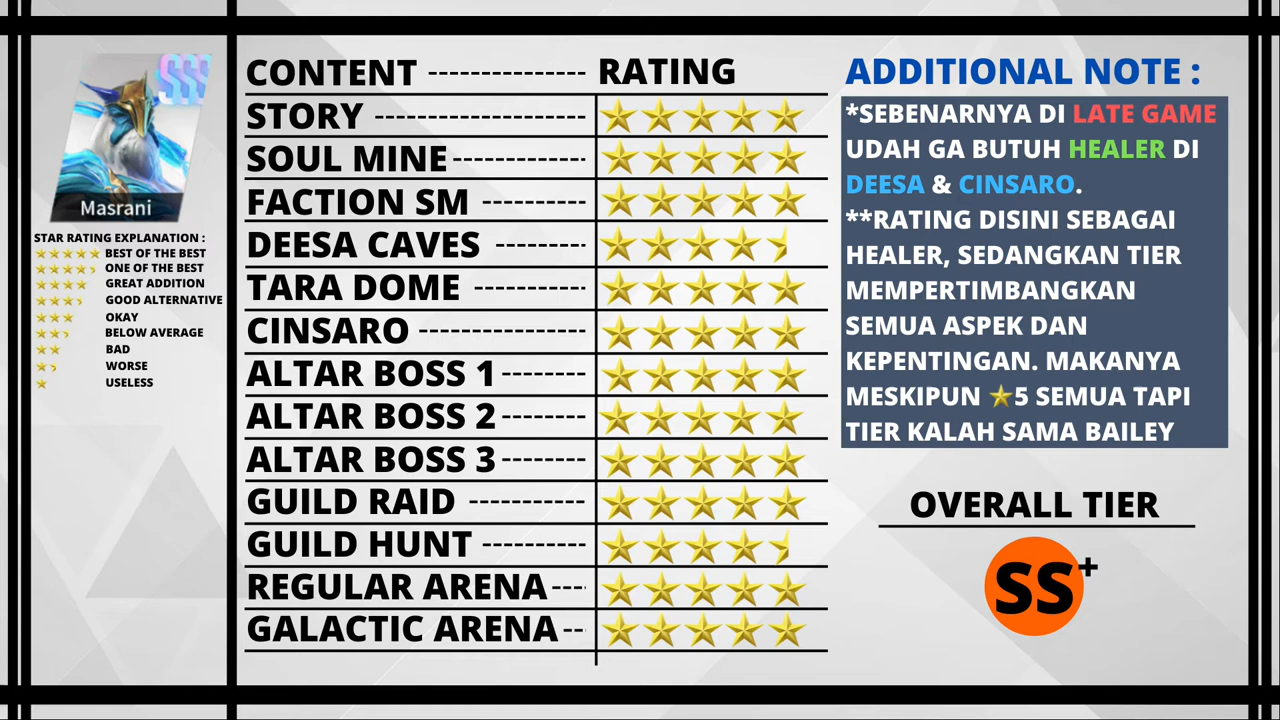 SSS
Masrani
STAR RATING EXPLANATION :
BEST OF THE BEST
ONE OF THE BEST
GREAT ADDITION
GOOD ALTERNATIVE
OKAY
BELOW AVERAGE
BAD
WORSE
USELESS
CONTENT --------------- RATING
STORY --------------------
SOUL MINE-------------
FACTION SM ----------
DEESA CAVES ---------
TARA DOME -----------
CINSARO ----------------
ALTAR BOSS 1--------
ALTAR BOSS 2--------
ALTAR BOSS 3--------
GUILD RAID -----------
GUILD HUNT ----------
REGULAR ARENA----
GALACTIC ARENA--
ADDITIONAL NOTE :
*SEBENARNYA DI LATE GAME
UDAH GA BUTUH HEALER DI
DEESA & CINSARO.
**RATING DISINI SEBAGAI
HEALER, SEDANGKAN TIER
MEMPERTIMBANGKAN
SEMUA ASPEK DAN
KEPENTINGAN. MAKANYA
MESKIPUN ⭐5 SEMUA TAPI
TIER KALAH SAMA BAILEY
OVERALL TIER
SS+